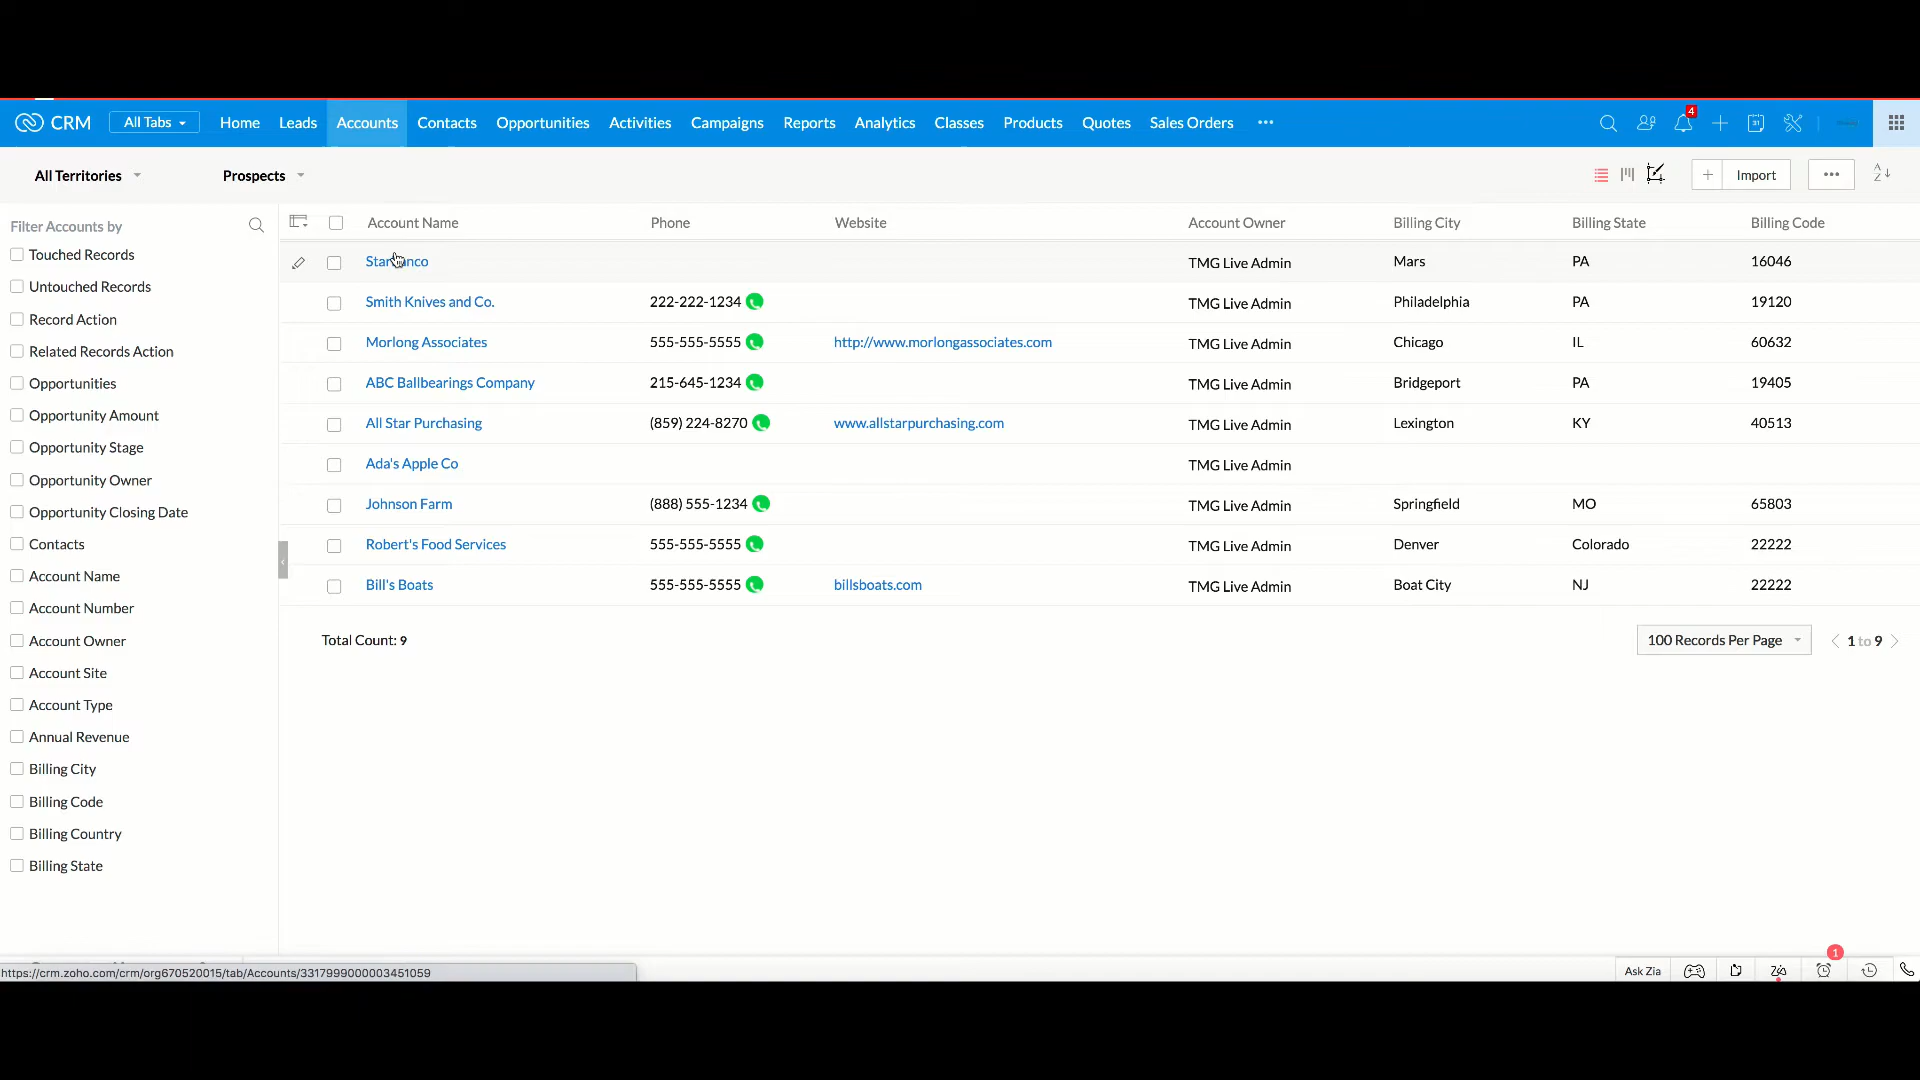 CRM All Tabs Home Leads Accounts Contacts Opportunities Activities Campaigns Reports Analytics Classes Products Quotes Sales Orders ••• 4 31
All Territories Prospects + Import •••
Filter Accounts by
Touched Records
Untouched Records
Record Action
Related Records Action
Opportunities
Opportunity Amount
Opportunity Stage
Opportunity Owner
Opportunity Closing Date
Contacts
Account Name
Account Number
Account Owner
Account Site
Account Type
Annual Revenue
Billing City
Billing Code
Billing Country
Billing State
Account Name Phone Website Account Owner Billing City Billing State Billing Code
TMG Live Admin Mars PA 16046
Smith Knives and Co. 222-222-1234 TMG Live Admin Philadelphia PA 19120
Morlong Associates 555-555-5555 http://www.morlongassociates.com TMG Live Admin Chicago IL 60632
ABC Ballbearings Company 215-645-1234 TMG Live Admin Bridgeport PA 19405
All Star Purchasing (859) 224-8270 www.allstarpurchasing.com TMG Live Admin Lexington KY 40513
Ada's Apple Co TMG Live Admin
Johnson Farm (888) 555-1234 TMG Live Admin Springfield MO 65803
Robert's Food Services 555-555-5555 TMG Live Admin Denver Colorado 22222
Bill's Boats 555-555-5555 billsboats.com TMG Live Admin Boat City NJ 22222
Total Count: 9 100 Records Per Page 1 to 9
https://crm.zoho.com/crm/org670520015/tab/Accounts/3317999000003451059
Ask Zia 1